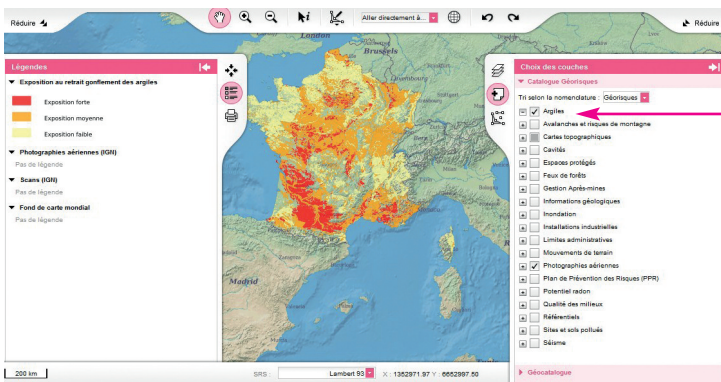 Réduire
Aller directement à...
Réduire
Légendes
Exposition au retrait gonflement des argiles
Exposition forte
Exposition moyenne
Exposition faible
Photographies aériennes (IGN)
Pas de légende
Scans (IGN)
Pas de légende
Fond de carte mondial
Pas de légende
London
Brussels
Luxembourg
Madrid
Choix des couches
Catalogue Géorisques
Tri selon la nomenclature : Géorisques
Argiles
Avalanches et risques de montagne
Cartes topographiques
Cavités
Espaces protégés
Feux de forêts
Gestion Après-mines
Informations géologiques
Inondation
Installations industrielles
Limites administratives
Mouvements de terrain
Photographies aériennes
Plan de Prévention des Risques (PPR)
Potentiel radon
Qualité des milieux
Référentiels
Sites et sols pollués
Séisme
Géocatalogue
200 km
SRS : Lambert 93 X : 1352971.97 Y : 6652997.50